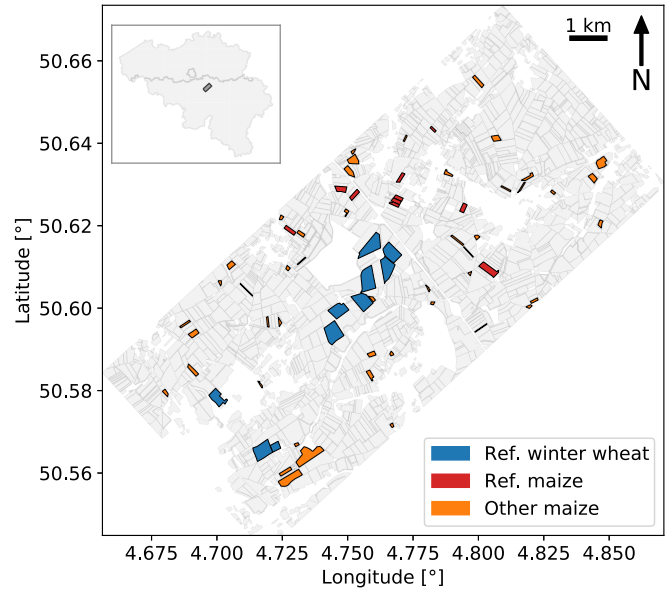 1 km
N
50.66
50.64
50.62
50.60
50.58
50.56
Latitude [°]
Ref. winter wheat
Ref. maize
Other maize
4.675 4.700 4.725 4.750 4.775 4.800 4.825 4.850
Longitude [°]